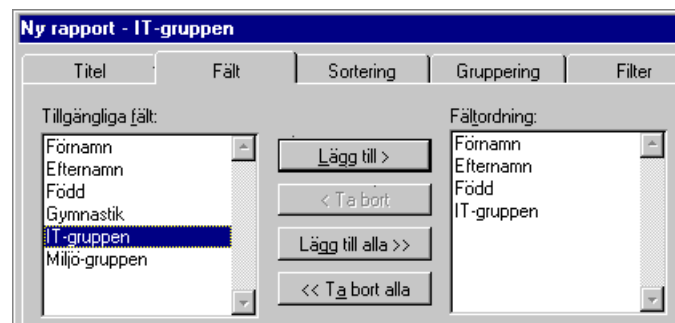 Ny rapport - IT-gruppen
Titel Fält Sortering Gruppering Filter
Tillgängliga fält:
Förnamn
Efternamn
Född
Gymnastik
IT-gruppen
Miljö-gruppen
Lägg till >
< Ta bort
Lägg till alla >>
<< Ta bort alla
Fältordning:
Förnamn
Efternamn
Född
IT-gruppen